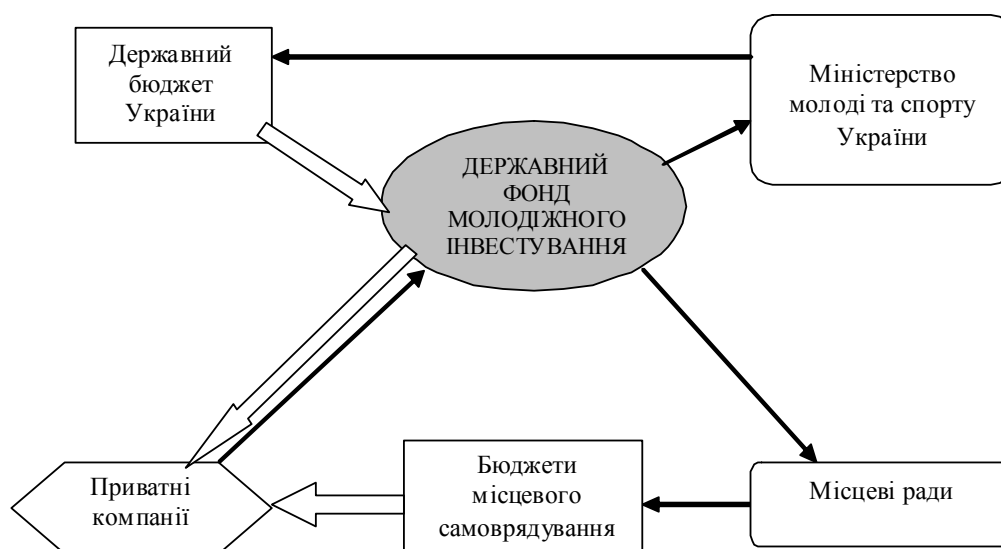 Державний
бюджет
України
Міністерство
молоді та спорту
України
ДЕРЖАВНИЙ
ФОНД
МОЛОДІЖНОГО
ІНВЕСТУВАННЯ
Приватні
компанії
Бюджети
місцевого
самоврядування
Місцеві ради